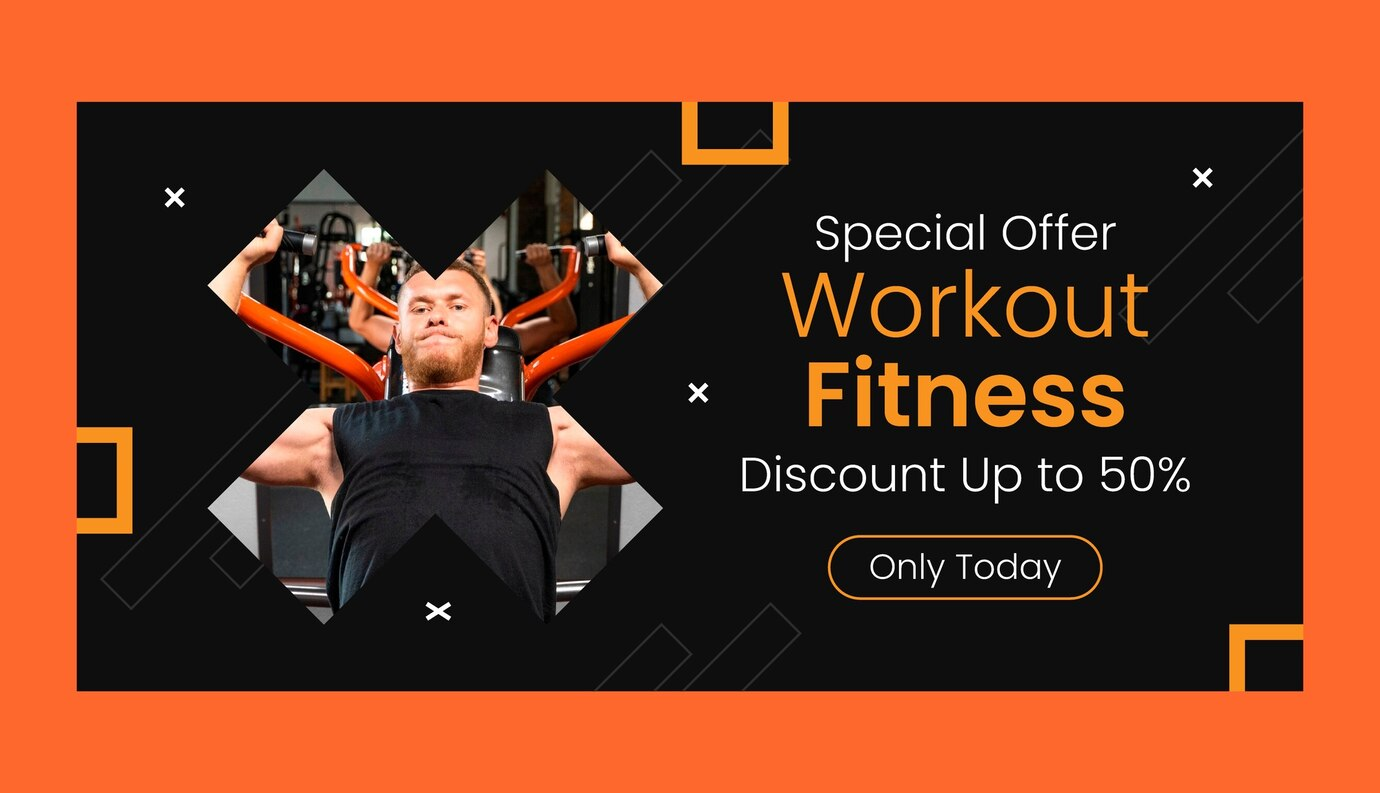 Special Offer
Workout
Fitness
Discount Up to 50%
Only Today